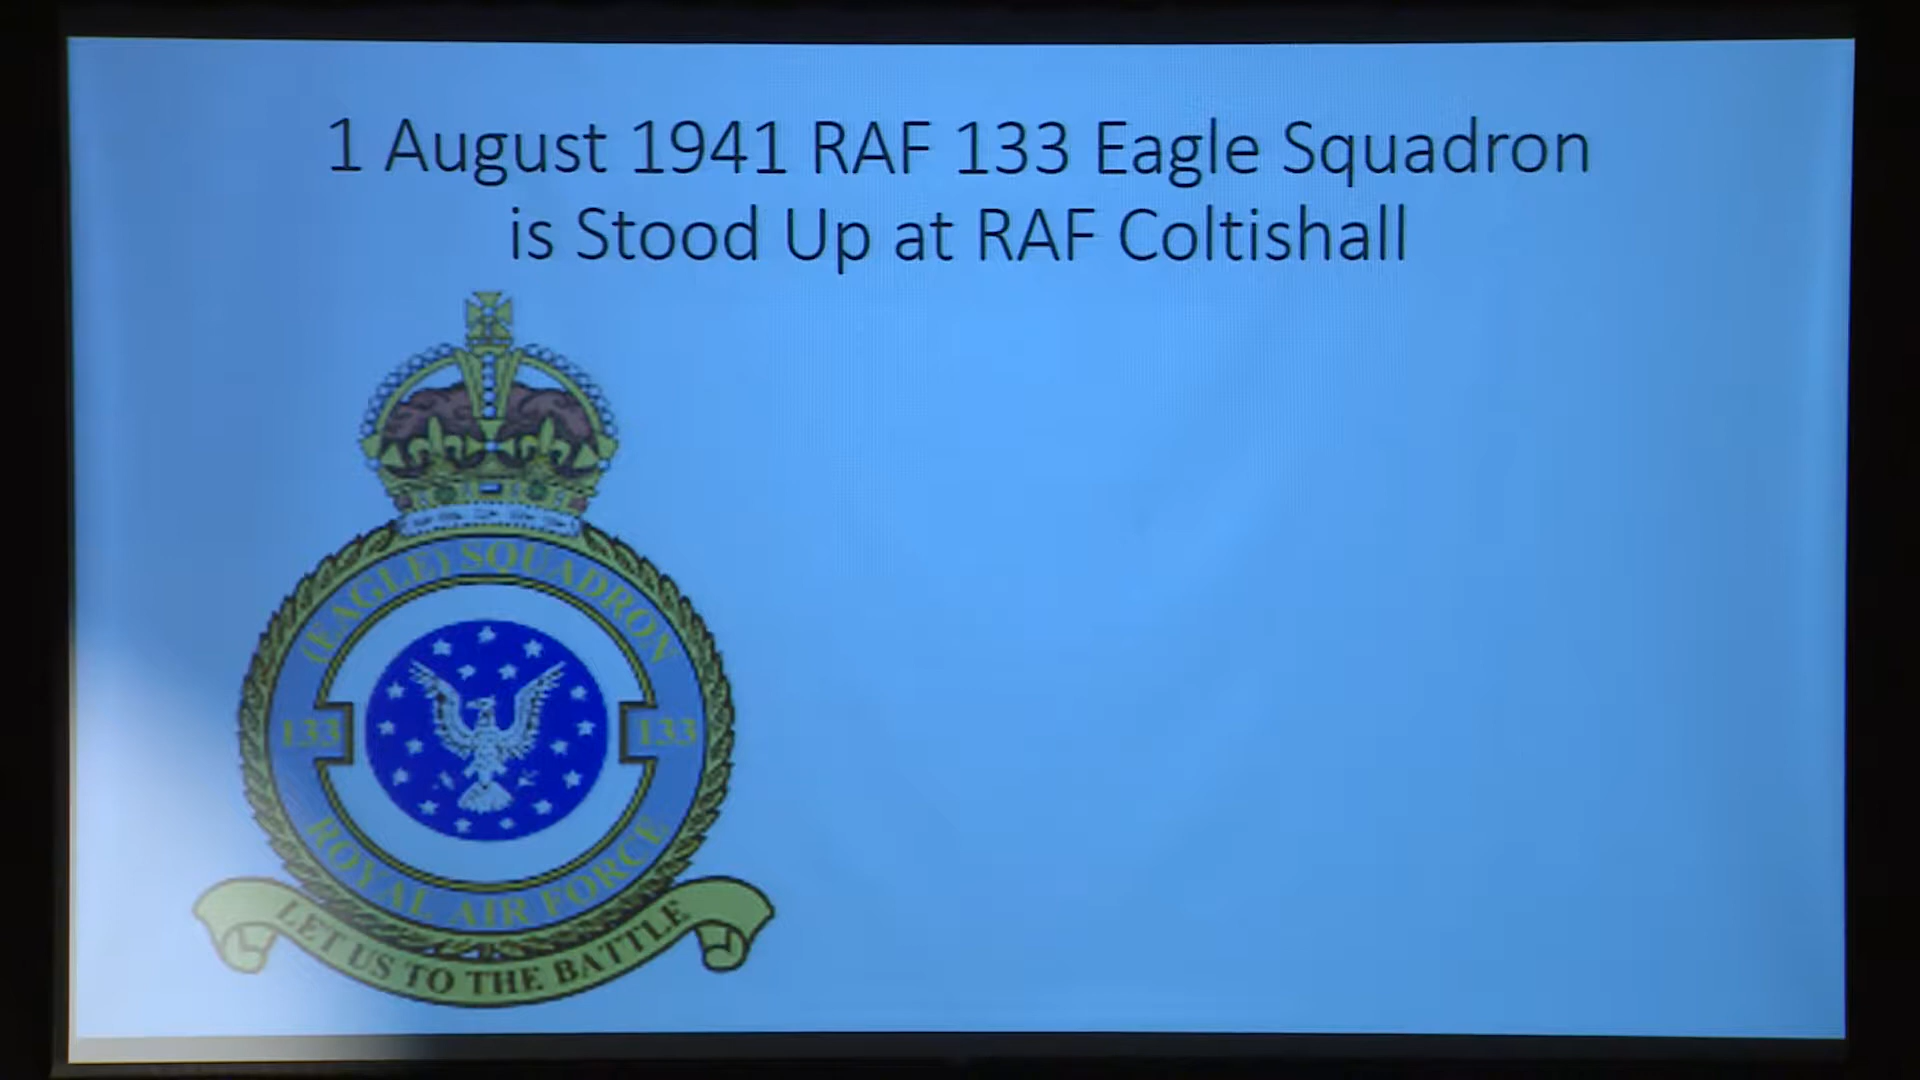 1 August 1941 RAF 133 Eagle Squadron
is Stood Up at RAF Coltishall
(EAGLE) SQUADRON
133 133
ROYAL AIR FORCE
LET US TO THE BATTLE